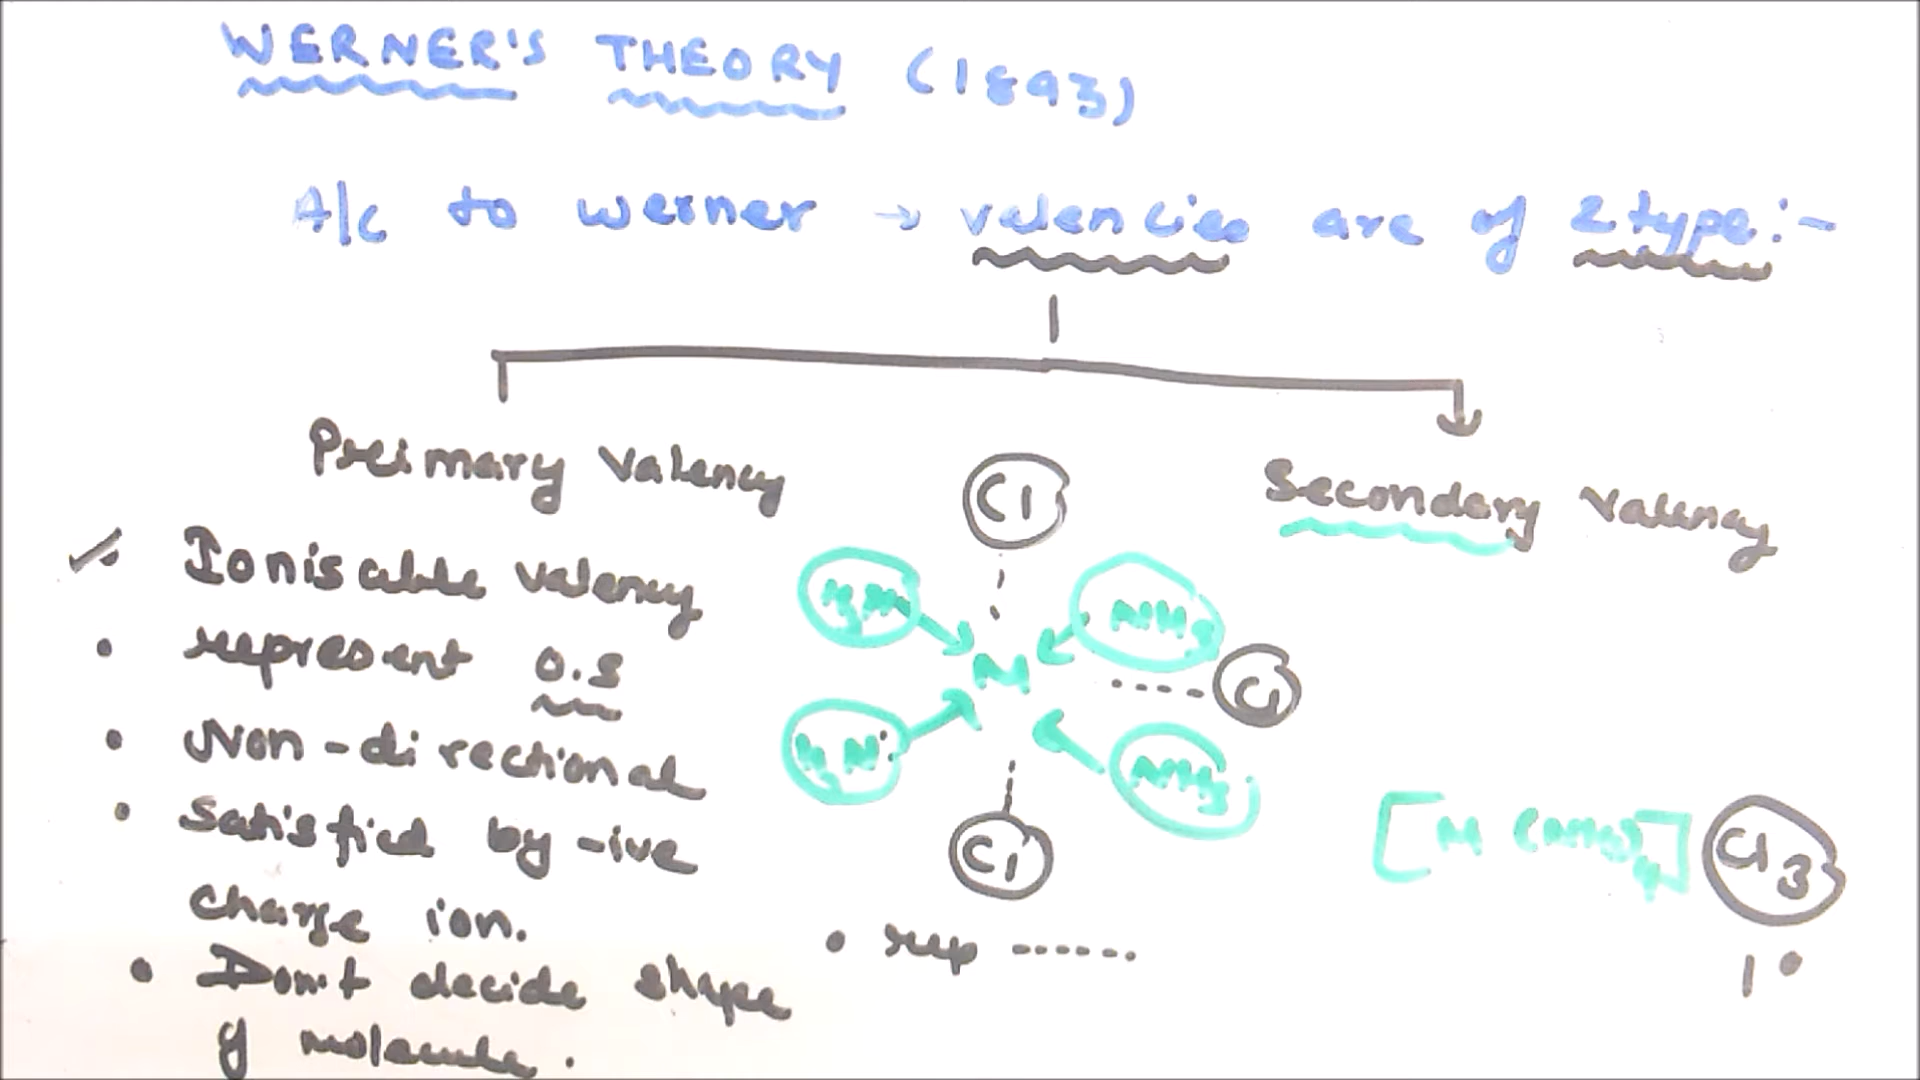 WERNER'S THEORY (1893)
A/c to werner → valencies are of 2 type:-
Primary Valency
Secondary Valency
Ionisable valency
represent O.S
Non-directional
Satisfied by -ive
charge ion.
Don't decide shape
of molecule.
Cl
H3N
NH3
M
Cl
H3N
NH3
Cl
rep ------
[M (NH3)4] Cl3
1°